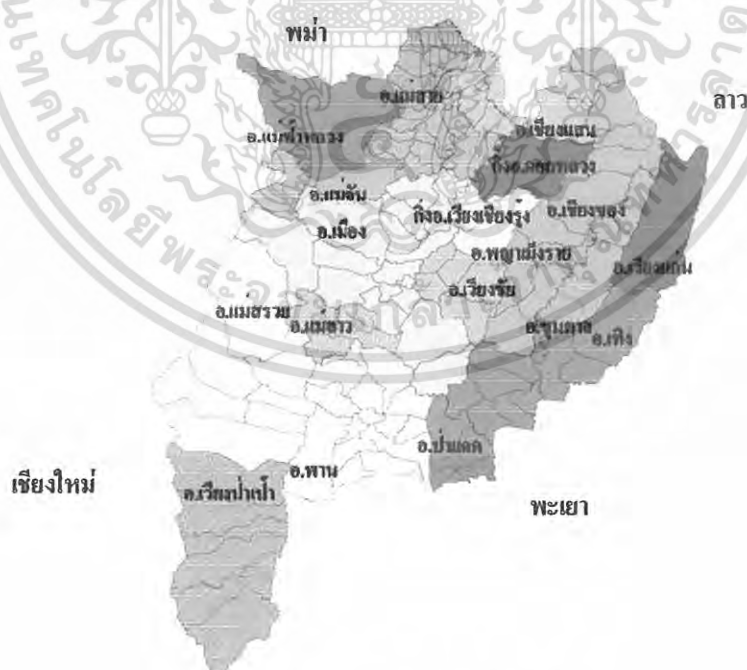 พม่า
ลาว
อ.แม่สาย
อ.แม่ฟ้าหลวง
อ.เชียงแสน
กิ่งอ.ดอยหลวง
อ.แม่จัน
กิ่งอ.เวียงเชียงรุ้ง
อ.เชียงของ
อ.เมือง
อ.พญาเม็งราย
อ.เวียงแก่น
อ.เวียงชัย
อ.แม่สรวย
อ.แม่ลาว
อ.ขุนตาล
อ.เทิง
อ.ป่าแดด
อ.พาน
เชียงใหม่
อ.เวียงป่าเป้า
พะเยา